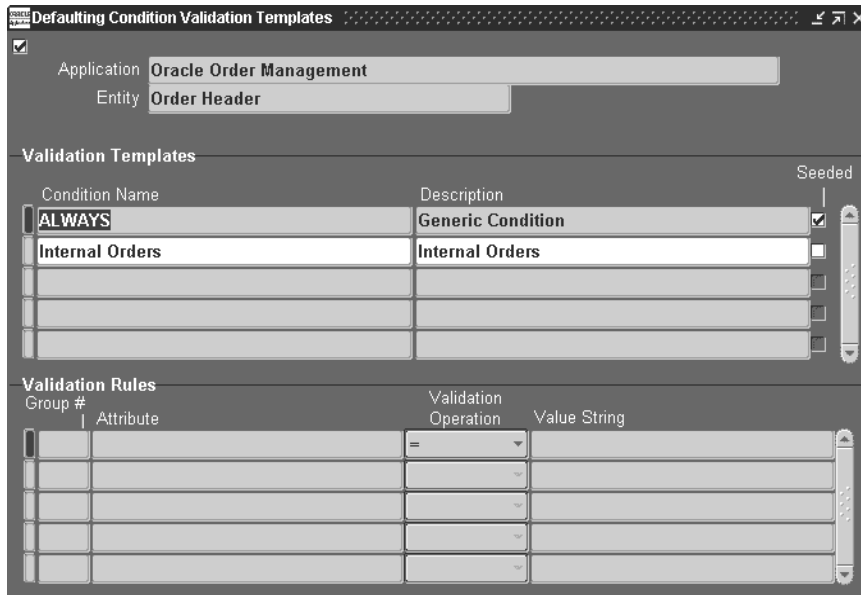 Defaulting Condition Validation Templates
Application Oracle Order Management
Entity Order Header
Validation Templates
Seeded
Condition Name Description
ALWAYS Generic Condition
Internal Orders Internal Orders
Validation Rules
Group # Attribute Validation Operation Value String
=